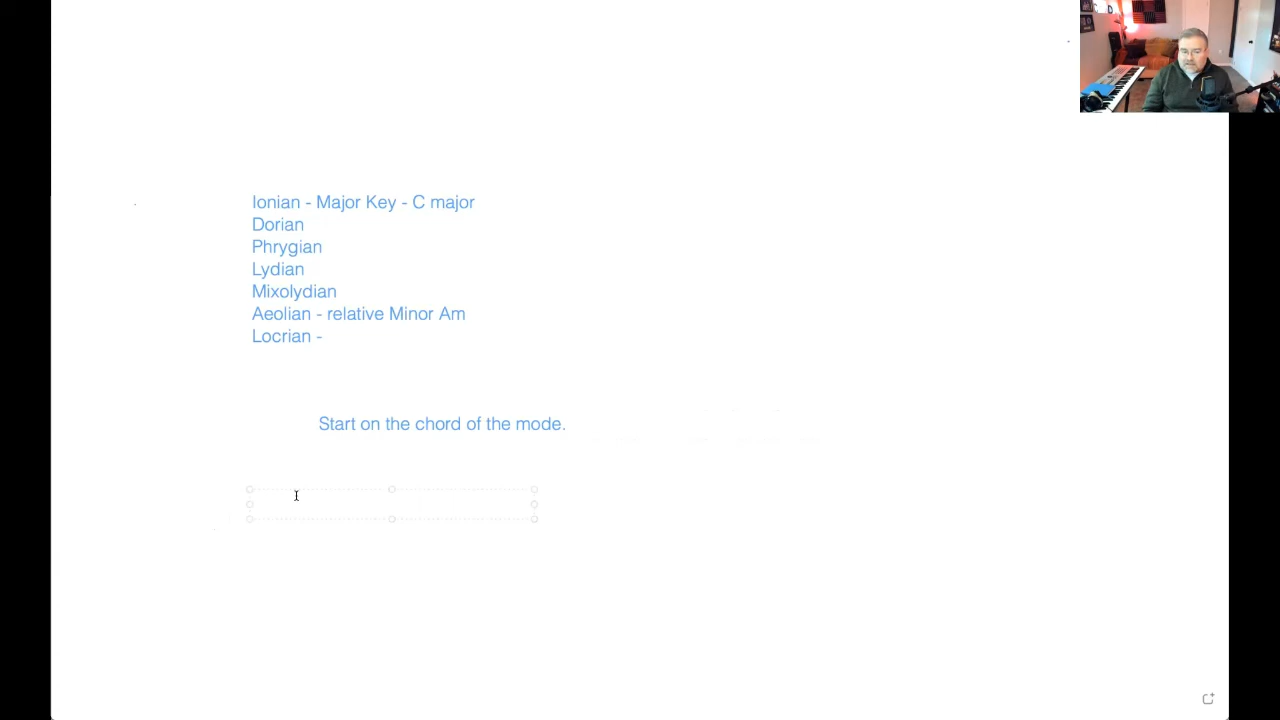 Ionian - Major Key - C major
Dorian
Phrygian
Lydian
Mixolydian
Aeolian - relative Minor Am
Locrian -
Start on the chord of the mode.